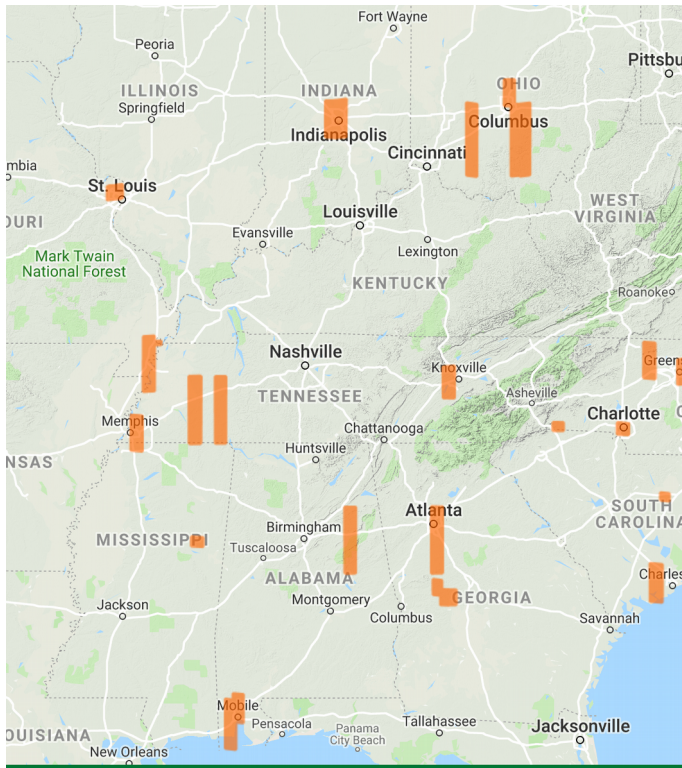 Fort Wayne
Peoria
Pittsbu
ILLINOIS
INDIANA
OHIO
Springfield
Columbus
Indianapolis
Cincinnati
mbia
St. Louis
WEST
VIRGINIA
Louisville
OURI
Evansville
Lexington
Mark Twain
National Forest
KENTUCKY
Roanoke
Nashville
Knoxville
Green
TENNESSEE
Asheville
Memphis
Charlotte
C
Chattanooga
Huntsville
NSAS
SOUTH
CAROLINA
Atlanta
Birmingham
MISSISSIPPI
Tuscaloosa
ALABAMA
Charles
Montgomery
GEORGIA
Jackson
Columbus
Savannah
Mobile
Pensacola
Tallahassee
Jacksonville
Panama
City Beach
OUISIANA
New Orleans